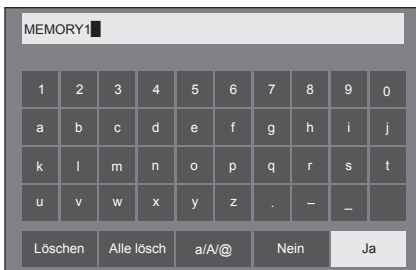 MEMORY1
1 2 3 4 5 6 7 8 9 0
a b c d e f g h i j
k l m n o p q r s t
u v w x y z . – _
Löschen Alle lösch a/A/@ Nein Ja